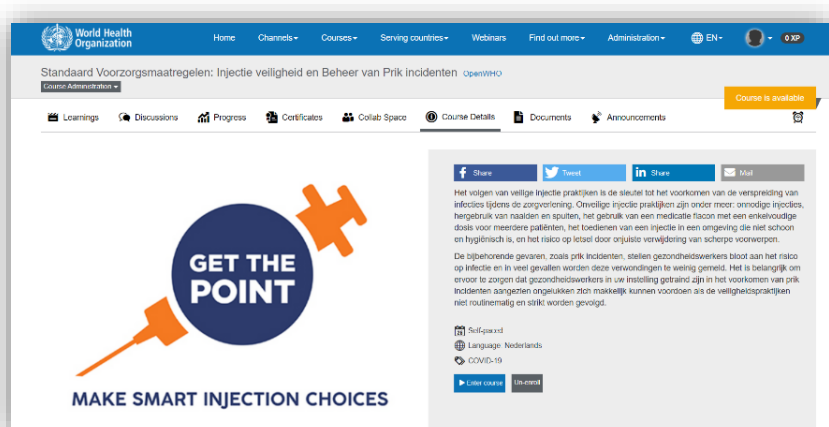 World Health
Organization
Home
Channels
Courses
Serving countries
Webinars
Find out more
Administration
EN
0 XP
Standaard Voorzorgsmaatregelen: Injectie veiligheid en Beheer van Prik incidenten OpenWHO
Course Administration
Course is available
Learnings
Discussions
Progress
Certificates
Collab Space
Course Details
Documents
Announcements
GET THE
POINT
MAKE SMART INJECTION CHOICES
Share
Tweet
Share
Mail
Het volgen van veilige injectie praktijken is de sleutel tot het voorkomen van de verspreiding van
infecties tijdens de zorgverlening. Onveilige injectie praktijken zijn onder meer: onnodige injecties,
hergebruik van naalden en spuiten, het gebruik van een medicatie flacon met een enkelvoudige
dosis voor meerdere patiënten, het toedienen van een injectie in een omgeving die niet schoon
en hygiënisch is, en het risico op letsel door onjuiste verwijdering van scherpe voorwerpen.
De bijbehorende gevaren, zoals prik incidenten, stellen gezondheidswerkers bloot aan het risico
op infectie en in veel gevallen worden deze verwondingen te weinig gemeld. Het is belangrijk om
ervoor te zorgen dat gezondheidswerkers in uw instelling getraind zijn in het voorkomen van prik
incidenten aangezien ongelukken zich makkelijk kunnen voordoen als de veiligheidspraktijken
niet routinematig en strikt worden gevolgd.
Self-paced
Language: Nederlands
COVID-19
Enter course
Un-enroll